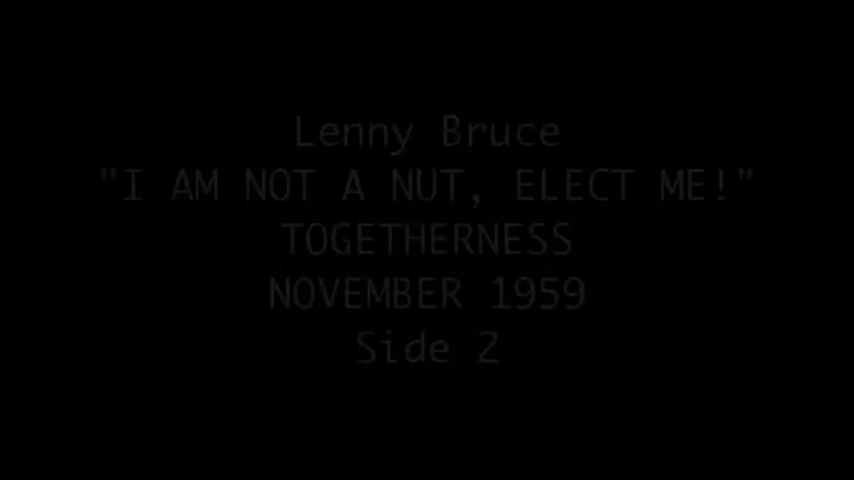 Lenny Bruce
"I AM NOT A NUT, ELECT ME!"
TOGETHERNESS
NOVEMBER 1959
Side 2